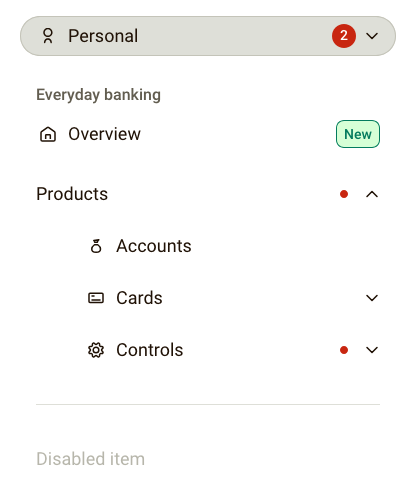 Personal 2
Everyday banking
Overview New
Products
Accounts
Cards
Controls
Disabled item